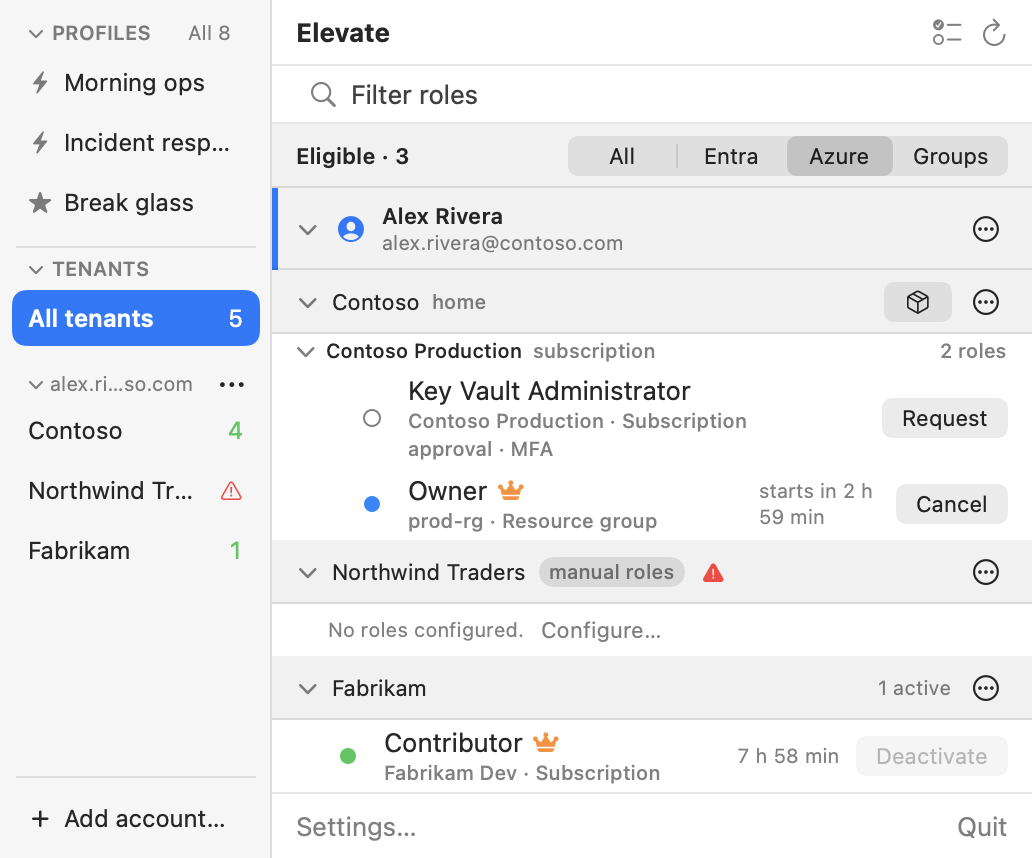 PROFILES All 8
Morning ops
Incident resp...
Break glass
TENANTS
All tenants 5
alex.ri...so.com
Contoso 4
Northwind Tr...
Fabrikam 1
Add account...
Elevate
Filter roles
Eligible · 3 All Entra Azure Groups
Alex Rivera
alex.rivera@contoso.com
Contoso home
Contoso Production subscription 2 roles
Key Vault Administrator
Contoso Production · Subscription
approval · MFA
Request
Owner
prod-rg · Resource group
starts in 2 h
59 min
Cancel
Northwind Traders manual roles
No roles configured. Configure...
Fabrikam 1 active
Contributor
Fabrikam Dev · Subscription
7 h 58 min Deactivate
Settings... Quit